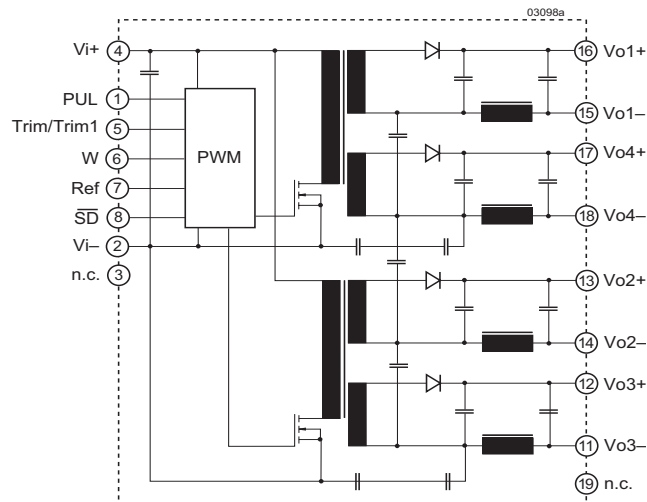 03098a
Vi+ 4
PUL 1
Trim/Trim1 5
W 6
Ref 7
SD 8
Vi– 2
n.c. 3
PWM
16 Vo1+
15 Vo1–
17 Vo4+
18 Vo4–
13 Vo2+
14 Vo2–
12 Vo3+
11 Vo3–
19 n.c.